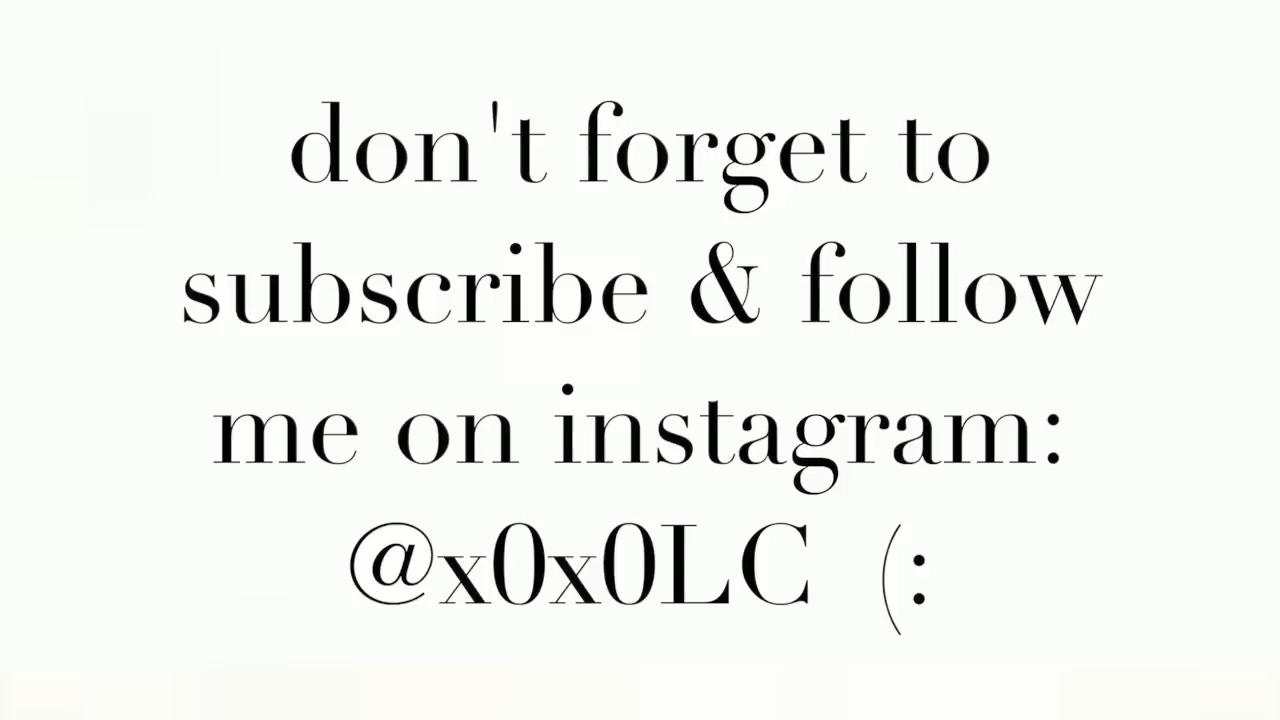 don't forget to
subscribe & follow
me on instagram:
@x0x0LC (: